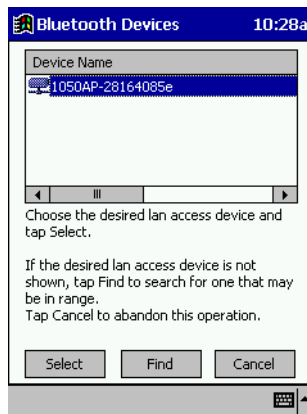 Bluetooth Devices 10:28a
Device Name
1050AP-28164085e
Choose the desired lan access device and
tap Select.
If the desired lan access device is not
shown, tap Find to search for one that may
be in range.
Tap Cancel to abandon this operation.
Select Find Cancel